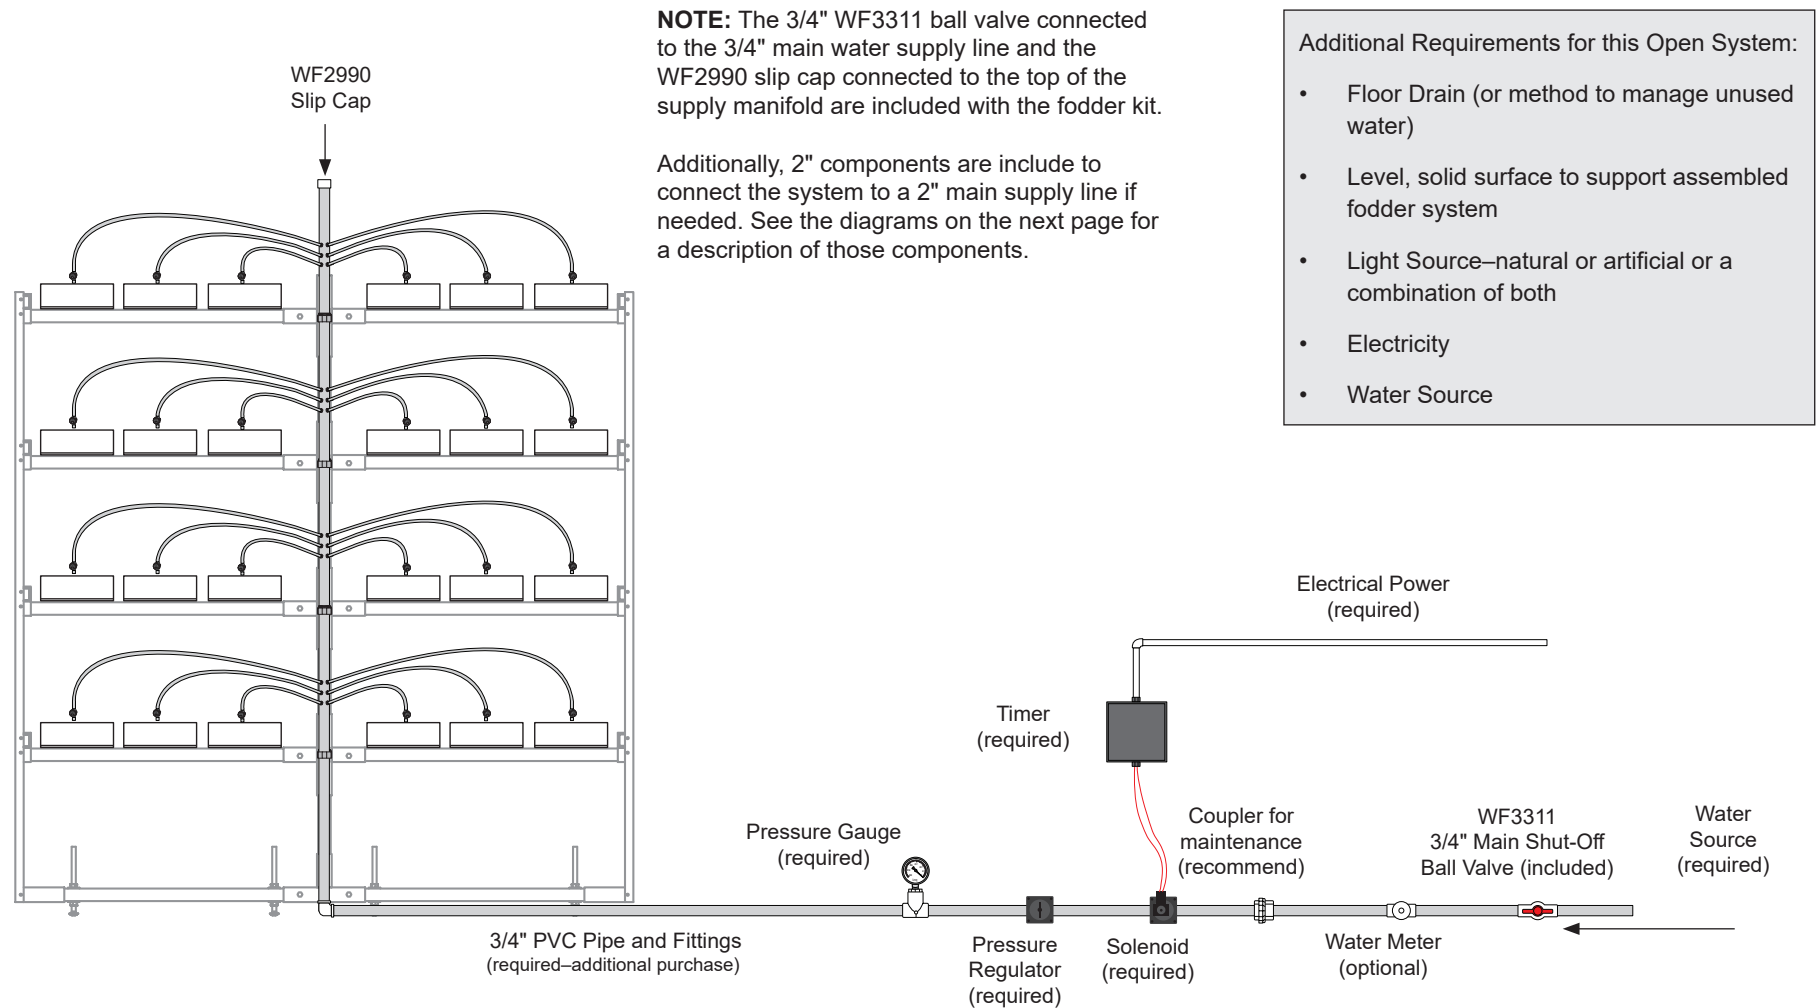 NOTE: The 3/4" WF3311 ball valve connected
to the 3/4" main water supply line and the
WF2990 slip cap connected to the top of the
supply manifold are included with the fodder kit.
Additionally, 2" components are include to
connect the system to a 2" main supply line if
needed. See the diagrams on the next page for
a description of those components.
Additional Requirements for this Open System:
• Floor Drain (or method to manage unused
water)
• Level, solid surface to support assembled
fodder system
• Light Source–natural or artificial or a
combination of both
• Electricity
• Water Source
WF2990
Slip Cap
Electrical Power
(required)
Timer
(required)
Pressure Gauge
(required)
Coupler for
maintenance
(recommend)
WF3311
3/4" Main Shut-Off
Ball Valve (included)
Water
Source
(required)
3/4" PVC Pipe and Fittings
(required–additional purchase)
Pressure
Regulator
(required)
Solenoid
(required)
Water Meter
(optional)